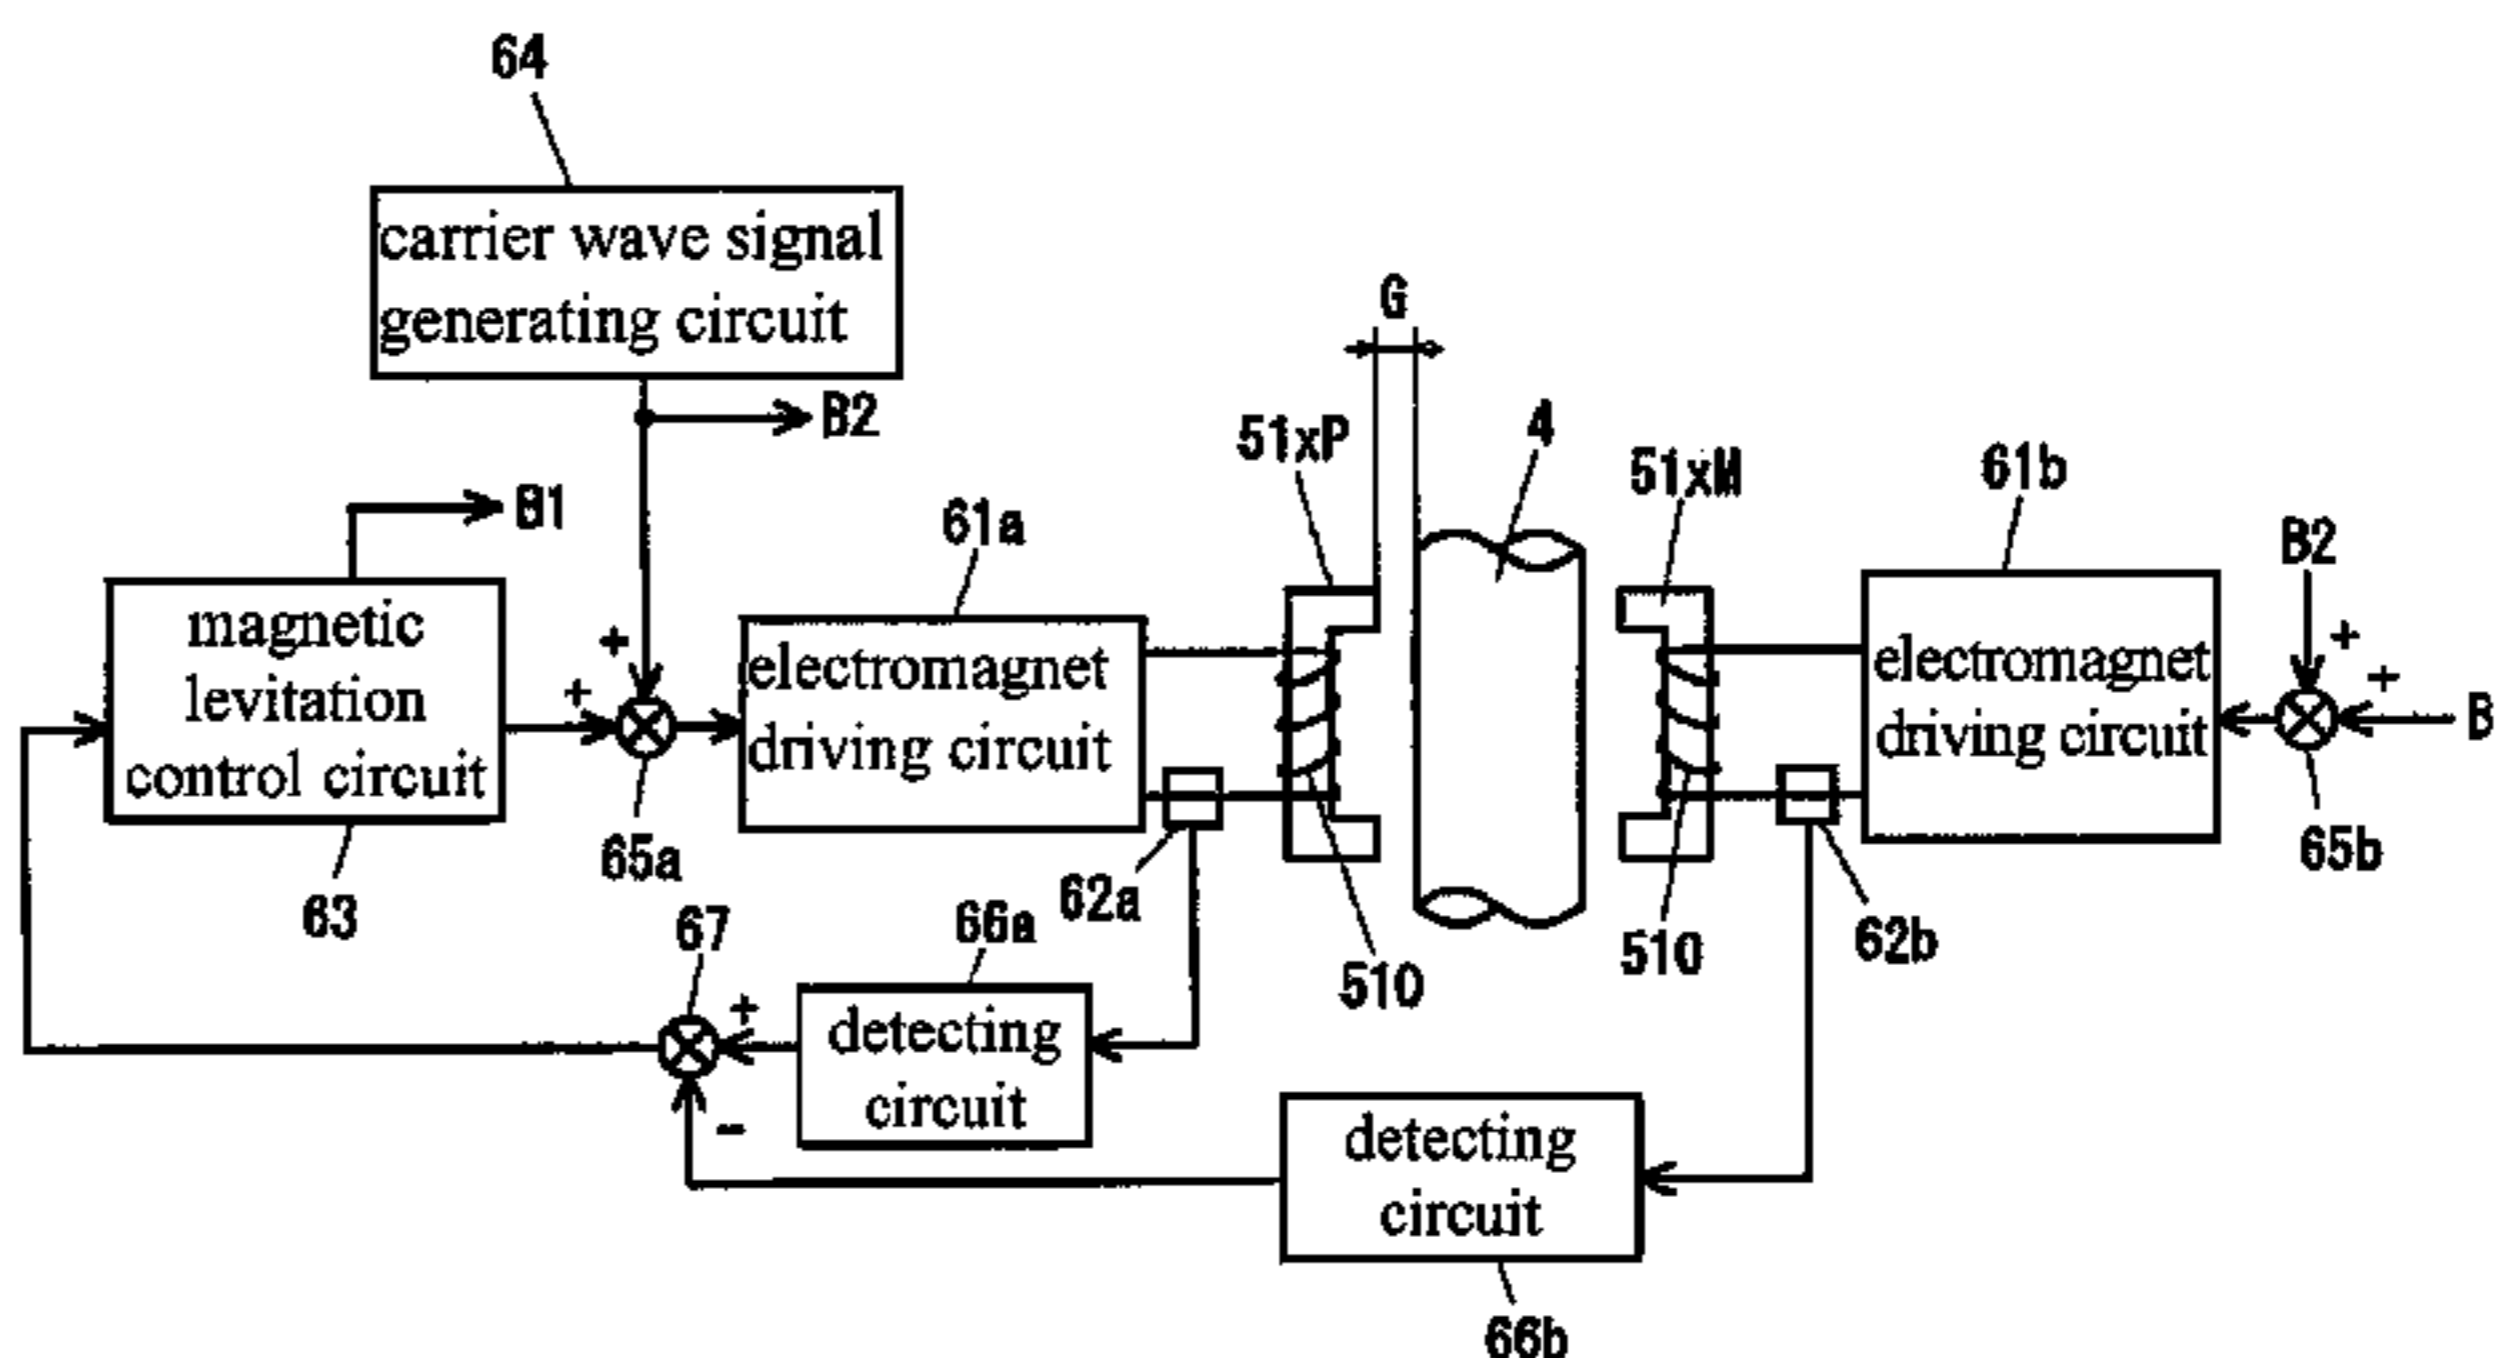 64
carrier wave signal
generating circuit
G
B2
51xP
4
51xM
61b
B1
61a
B2
magnetic
levitation
control circuit
+
+
electromagnet
driving circuit
electromagnet
driving circuit
+
+
B
65a
62a
65b
63
67
66a
510
510
62b
+
detecting
circuit
-
detecting
circuit
66b